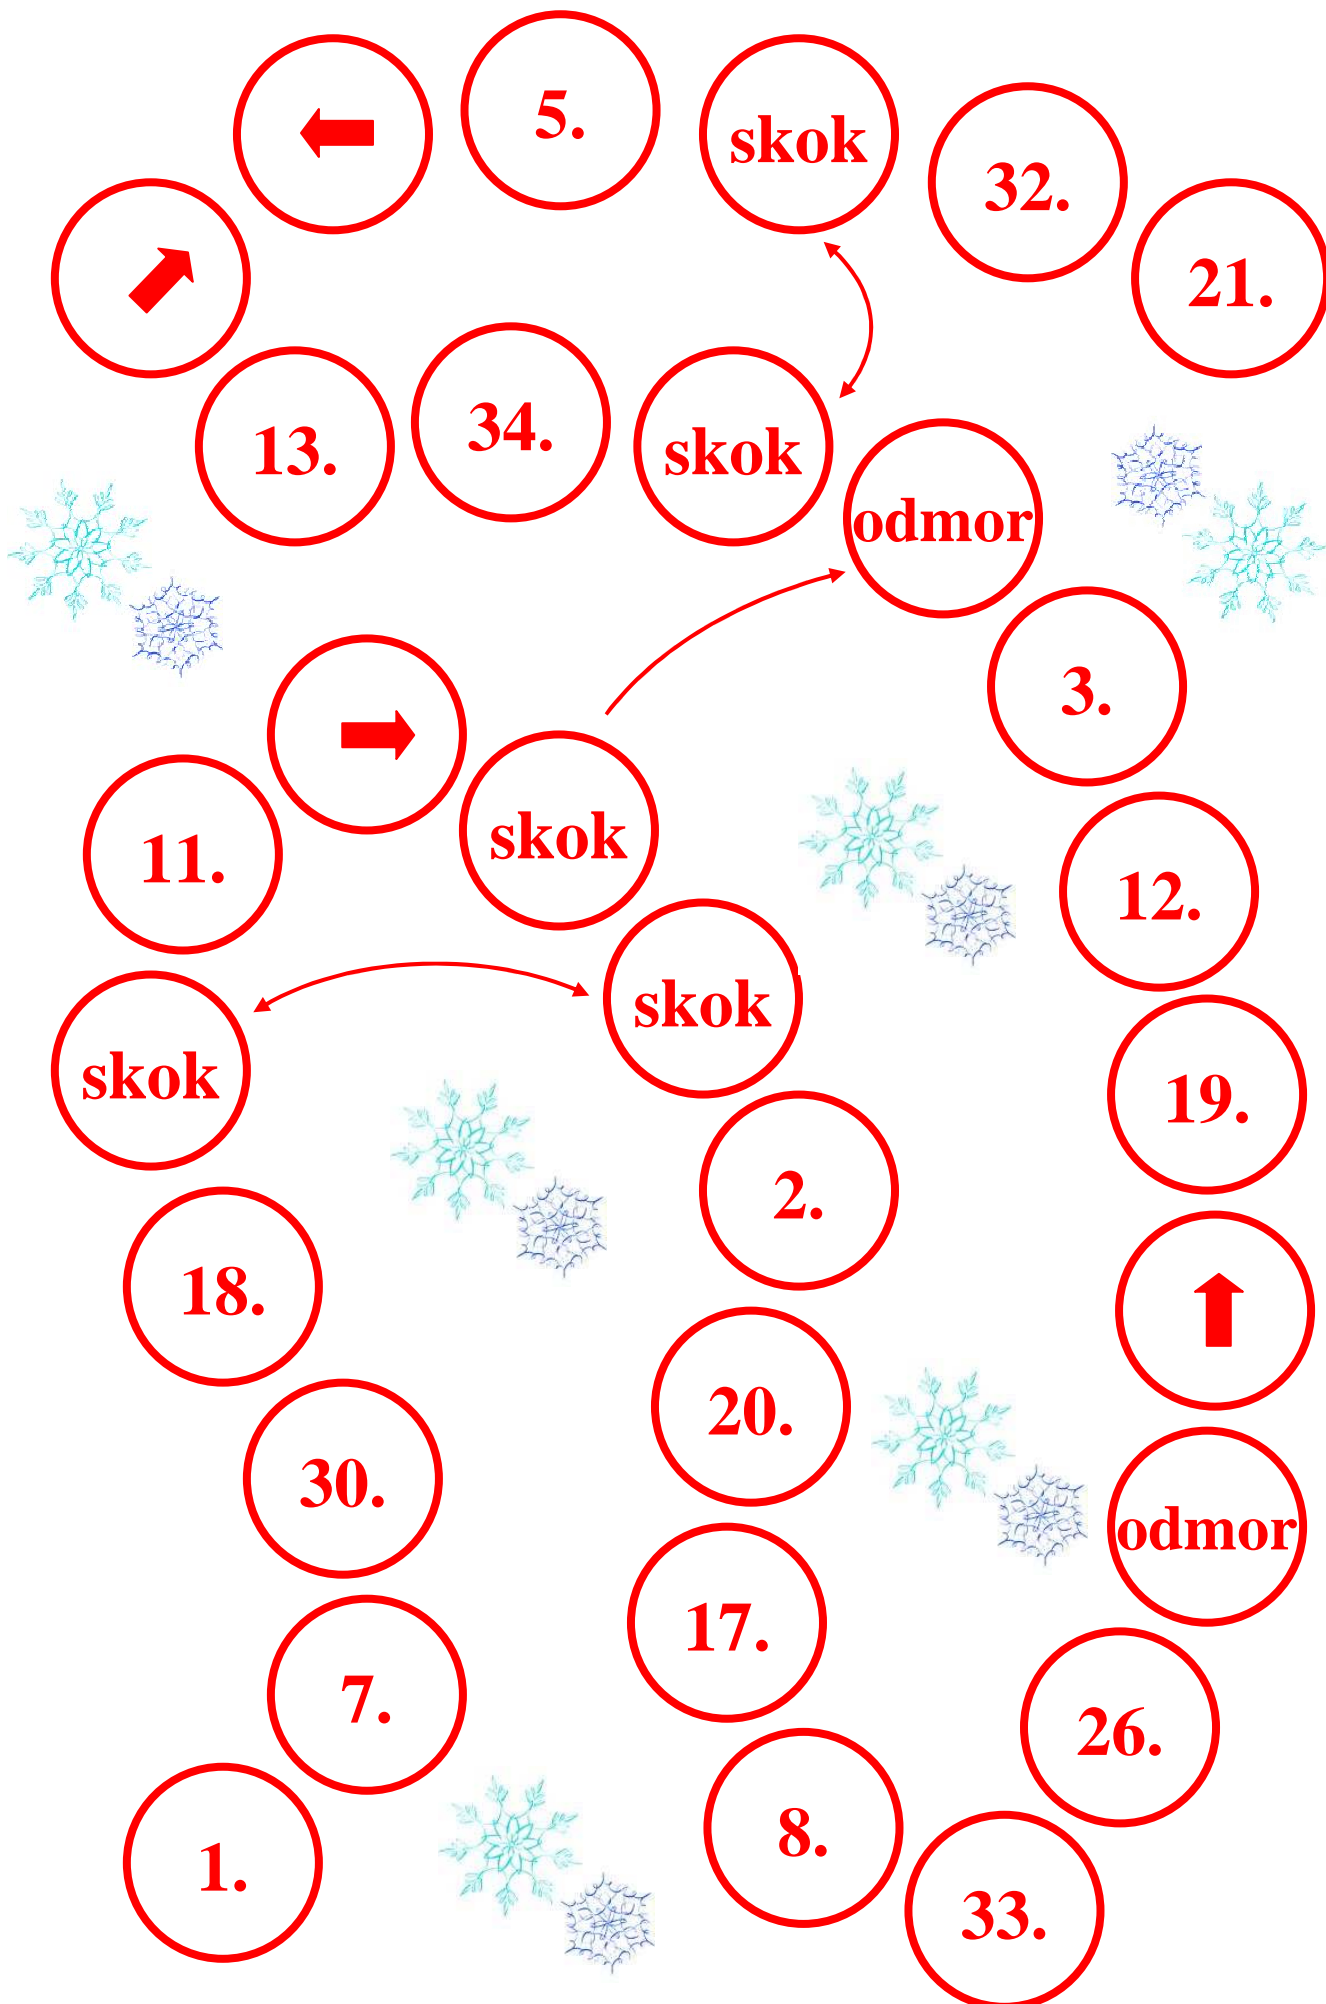 5.
skok
32.
21.
13.
34.
skok
odmor
3.
11.
skok
12.
skok
skok
19.
18.
2.
20.
30.
odmor
17.
7.
26.
1.
8.
33.